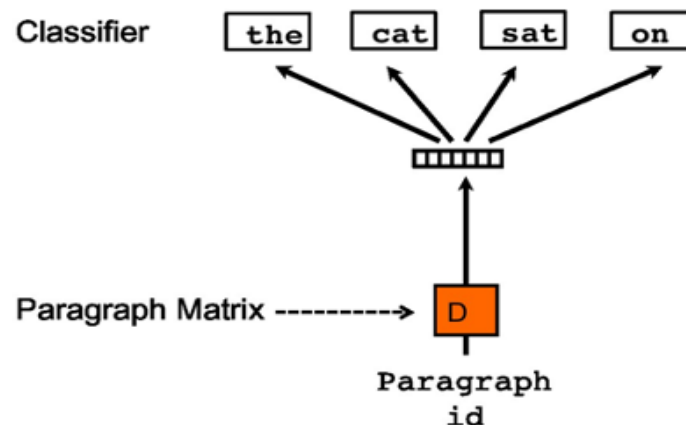 Classifier the cat sat on
Paragraph Matrix D
Paragraph
id